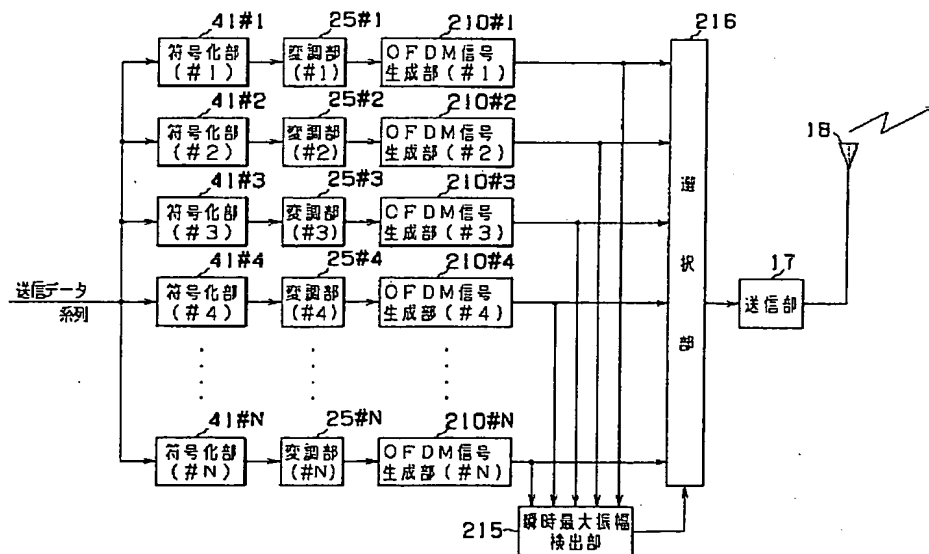 41#1
25#1
210#1
216
符号化部
(#1)
変調部
(#1)
OFDM信号
生成部(#1)
41#2
25#2
210#2
符号化部
(#2)
変調部
(#2)
OFDM信号
生成部(#2)
18
41#3
25#3
210#3
符号化部
(#3)
変調部
(#3)
OFDM信号
生成部(#3)
選択部
41#4
25#4
210#4
17
送信データ
系列
符号化部
(#4)
変調部
(#4)
OFDM信号
生成部(#4)
送信部
41#N
25#N
210#N
符号化部
(#N)
変調部
(#N)
OFDM信号
生成部(#N)
215
瞬時最大振幅
検出部